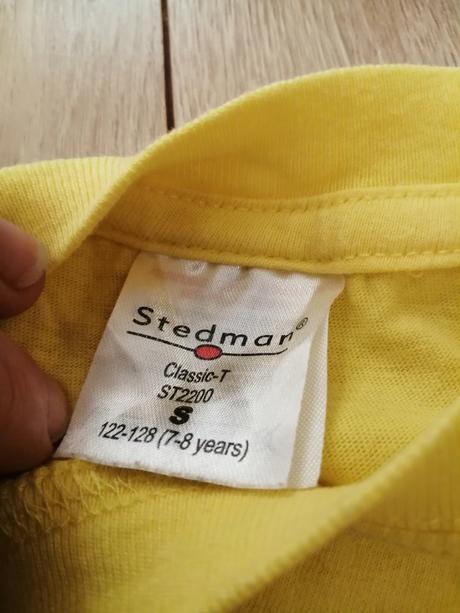 Stedman®
Classic-T
ST2200
S
122-128 (7-8 years)